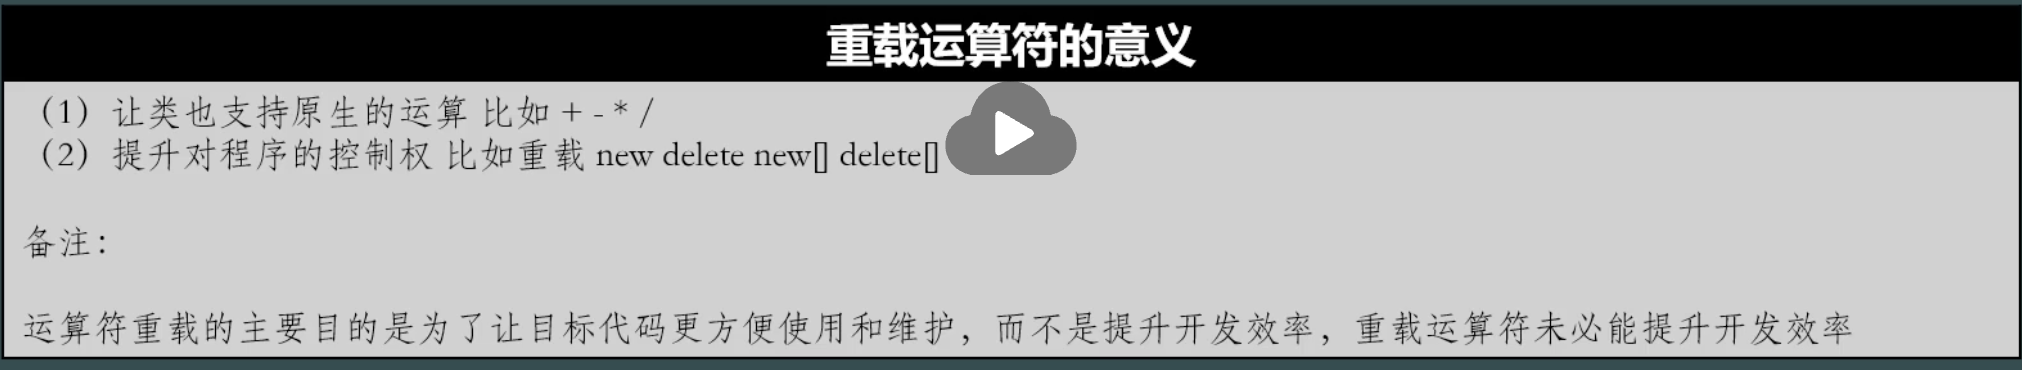 重载运算符的意义
（1）让类也支持原生的运算 比如 + - * /
（2）提升对程序的控制权 比如重载 new delete new[] delete[]
备注：
运算符重载的主要目的是为了让目标代码更方便使用和维护，而不是提升开发效率，重载运算符未必能提升开发效率